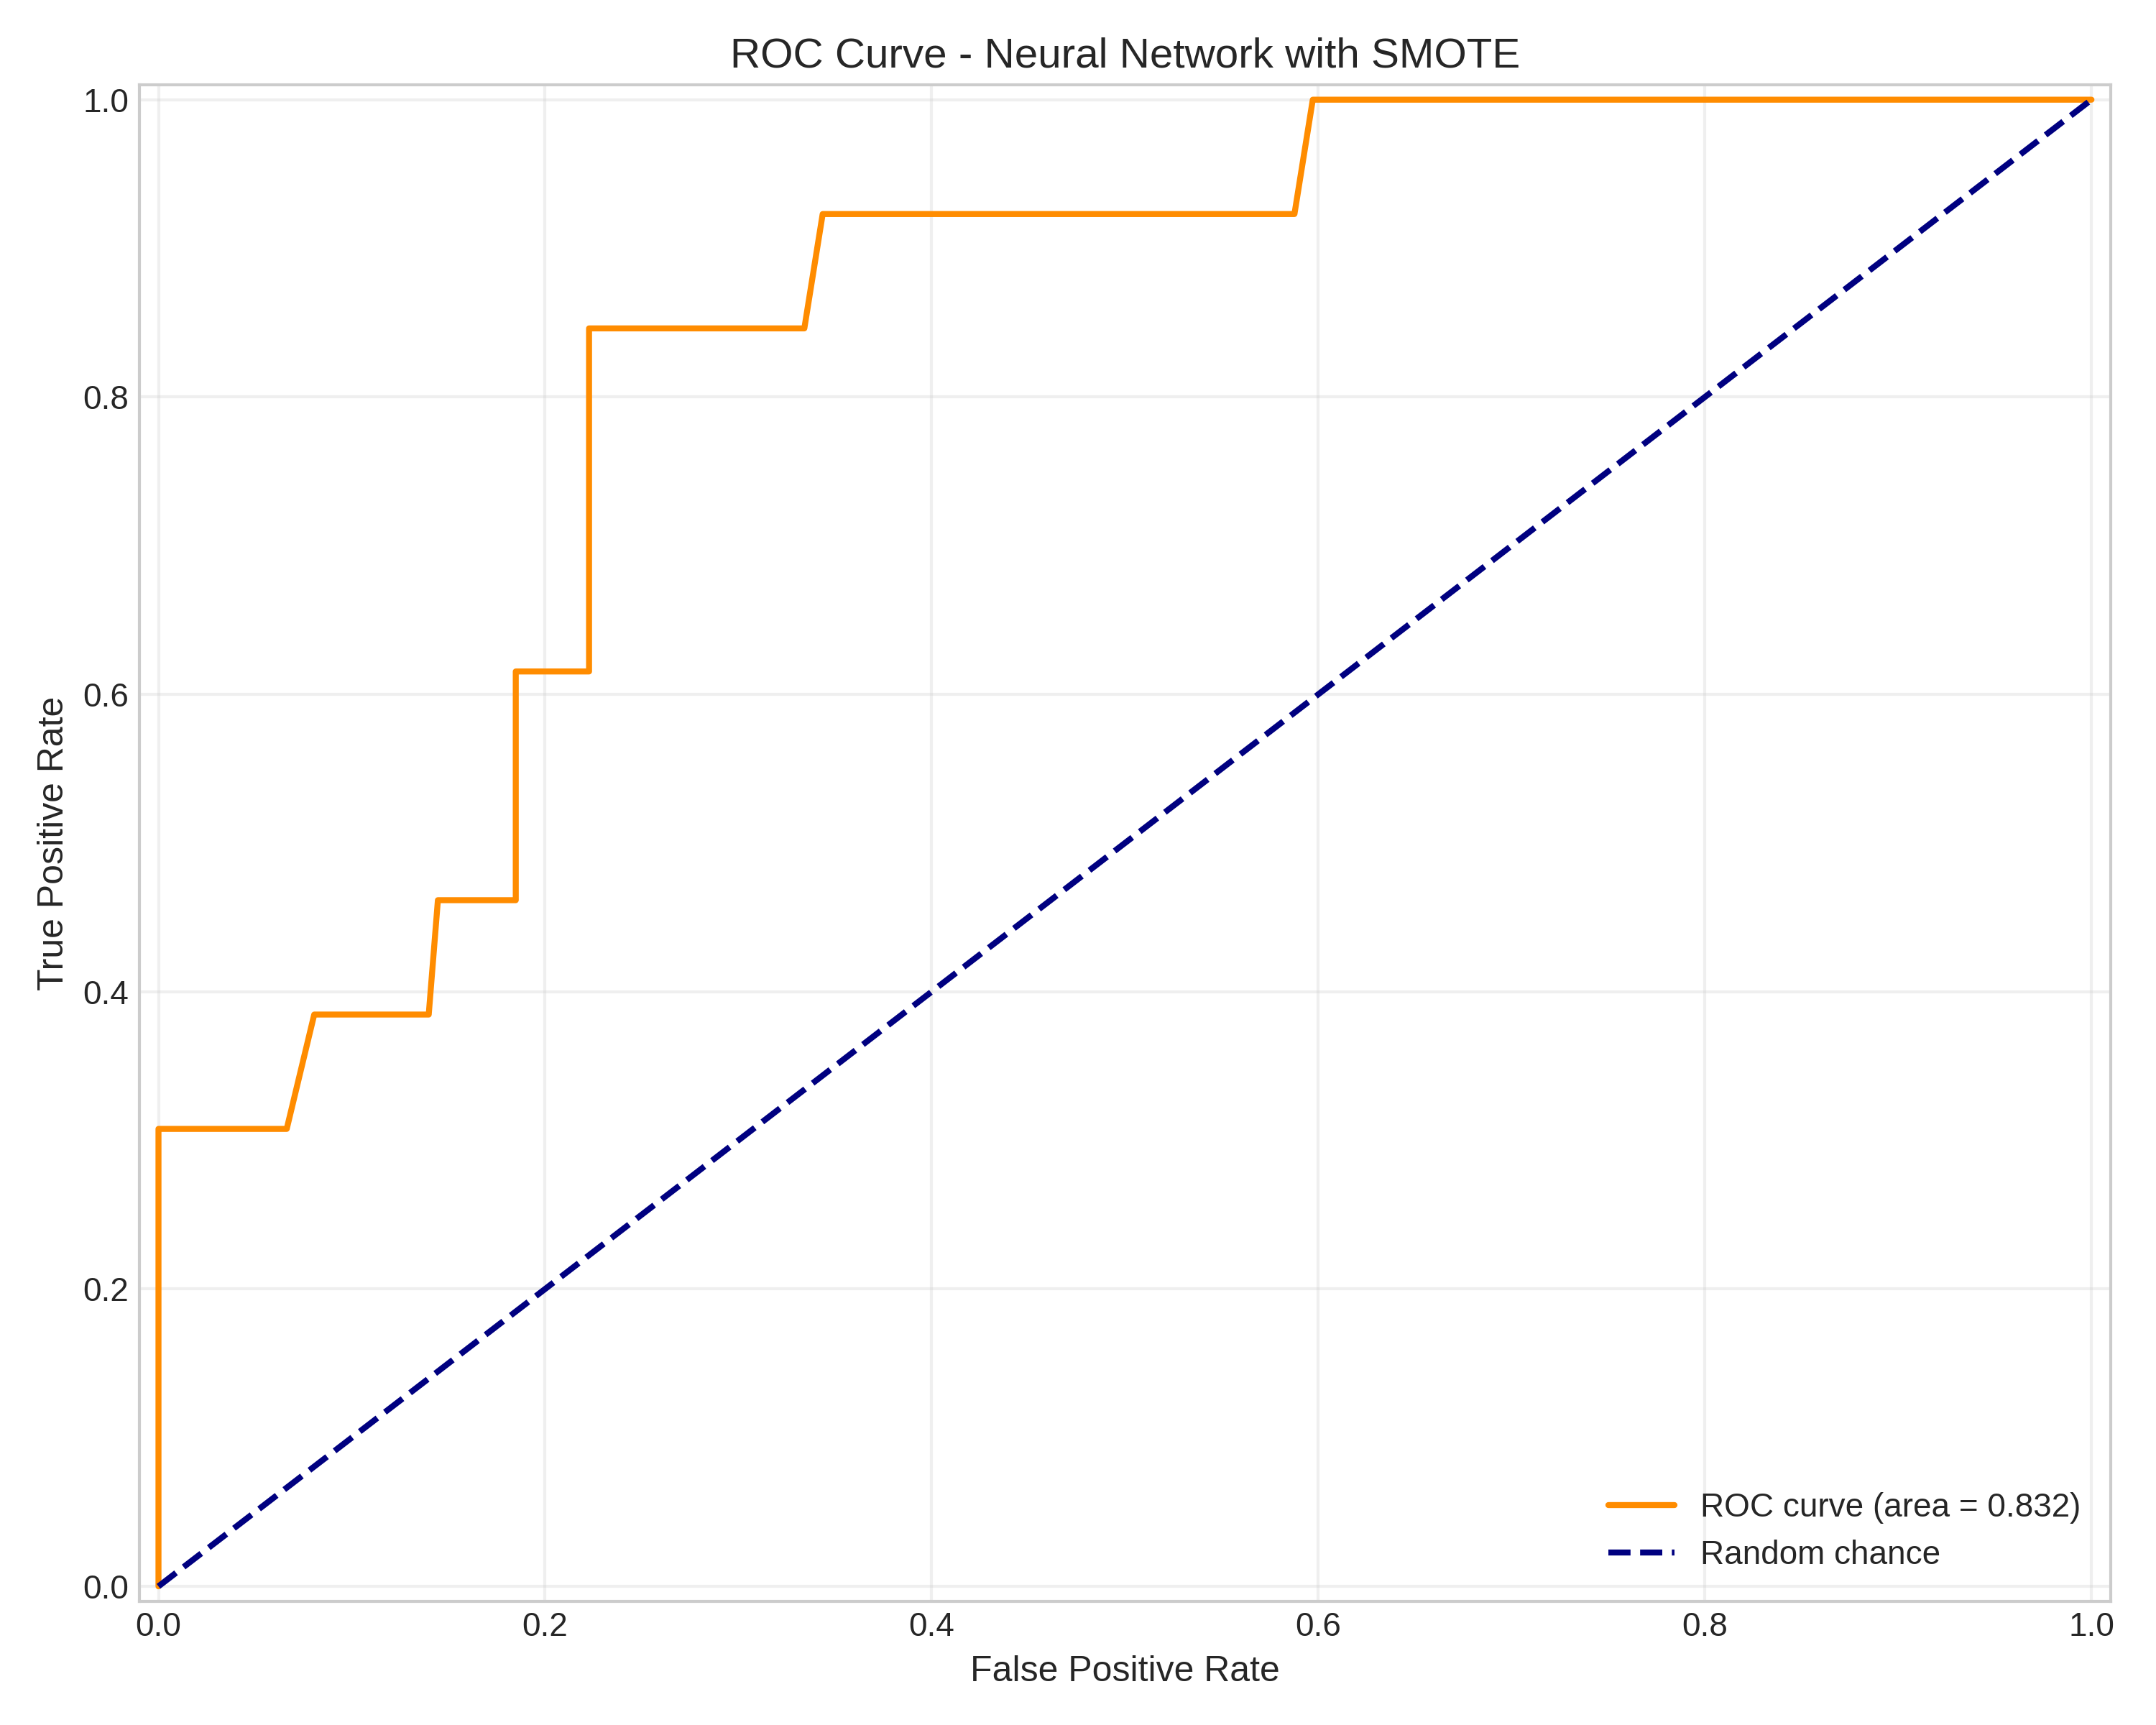 ROC Curve - Neural Network with SMOTE
1.0
0.8
0.6
0.4
0.2
0.0
True Positive Rate
0.0 0.2 0.4 0.6 0.8 1.0
False Positive Rate
ROC curve (area = 0.832)
Random chance